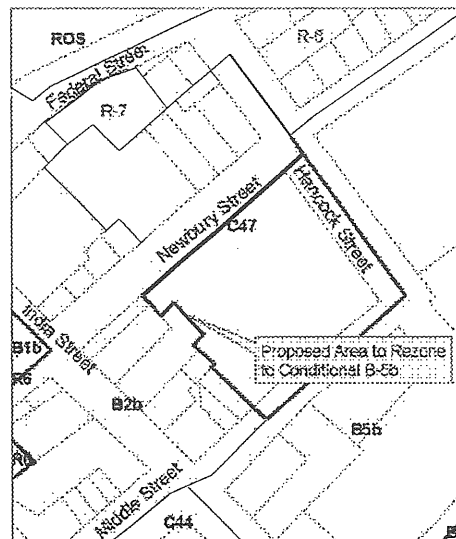 ROS
R-6
Federal Street
R-7
Newbury Street
C47
Hancock Street
India Street
B1b
R6
Proposed Area to Rezone
to Conditional B-5b
B2b
B5b
Middle Street
C44